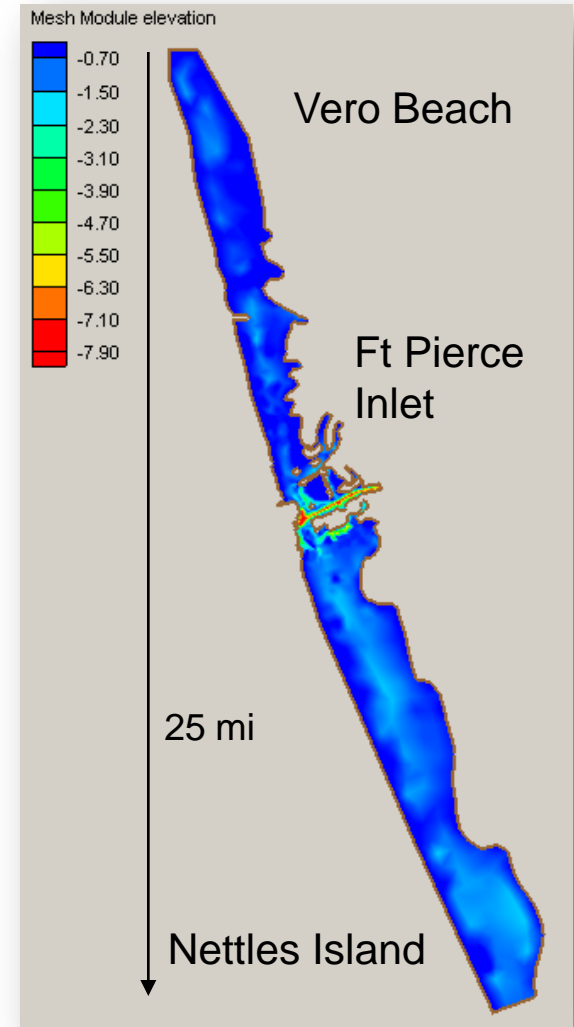 Mesh Module elevation
-0.70
-1.50
-2.30
-3.10
-3.90
-4.70
-5.50
-6.30
-7.10
-7.90
Vero Beach
Ft Pierce
Inlet
25 mi
Nettles Island